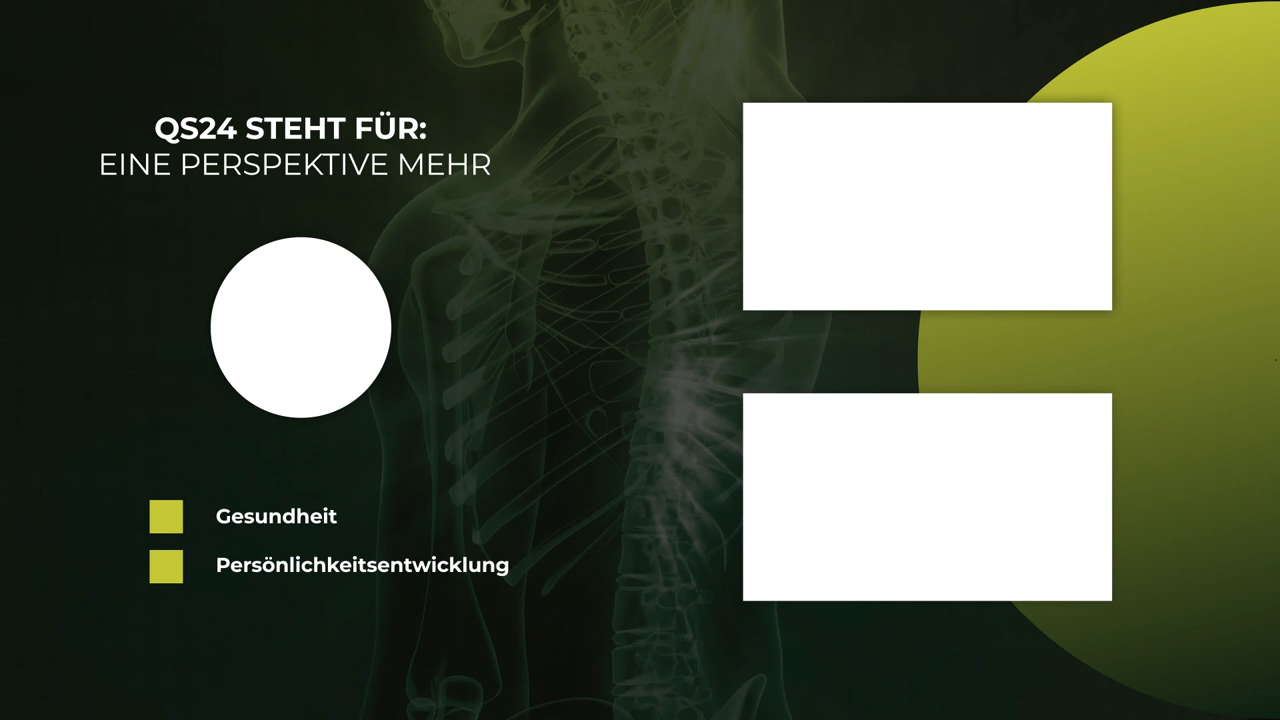 QS24 STEHT FÜR:
EINE PERSPEKTIVE MEHR
Gesundheit
Persönlichkeitsentwicklung